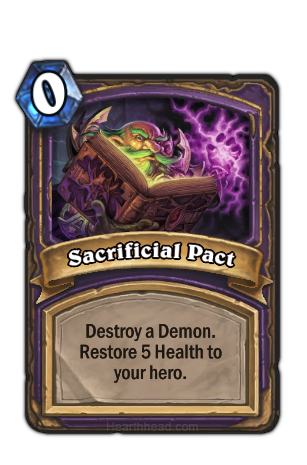 0
Sacrificial Pact
Destroy a Demon.
Restore 5 Health to
your hero.
Hearthhead.com